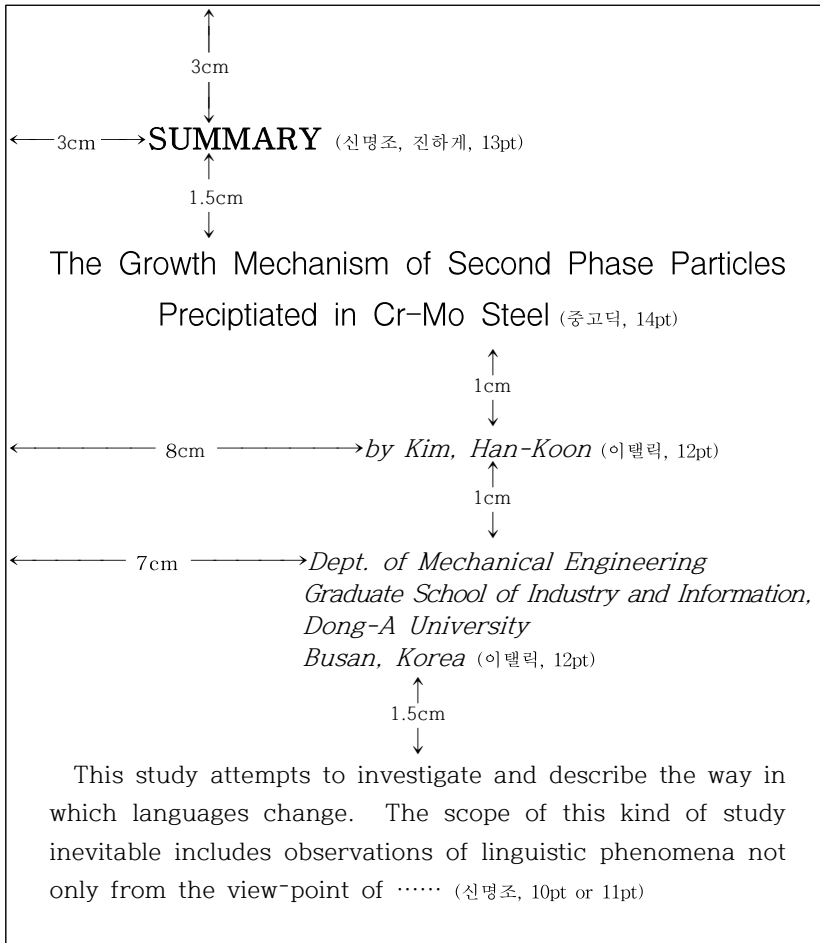 3cm
3cm SUMMARY (신명조, 진하게, 13pt)
1.5cm
The Growth Mechanism of Second Phase Particles
Preciptiated in Cr-Mo Steel (중고딕, 14pt)
1cm
8cm by Kim, Han-Koon (이탤릭, 12pt)
1cm
7cm Dept. of Mechanical Engineering
Graduate School of Industry and Information,
Dong-A University
Busan, Korea (이탤릭, 12pt)
1.5cm
This study attempts to investigate and describe the way in
which languages change. The scope of this kind of study
inevitable includes observations of linguistic phenomena not
only from the view-point of …… (신명조, 10pt or 11pt)